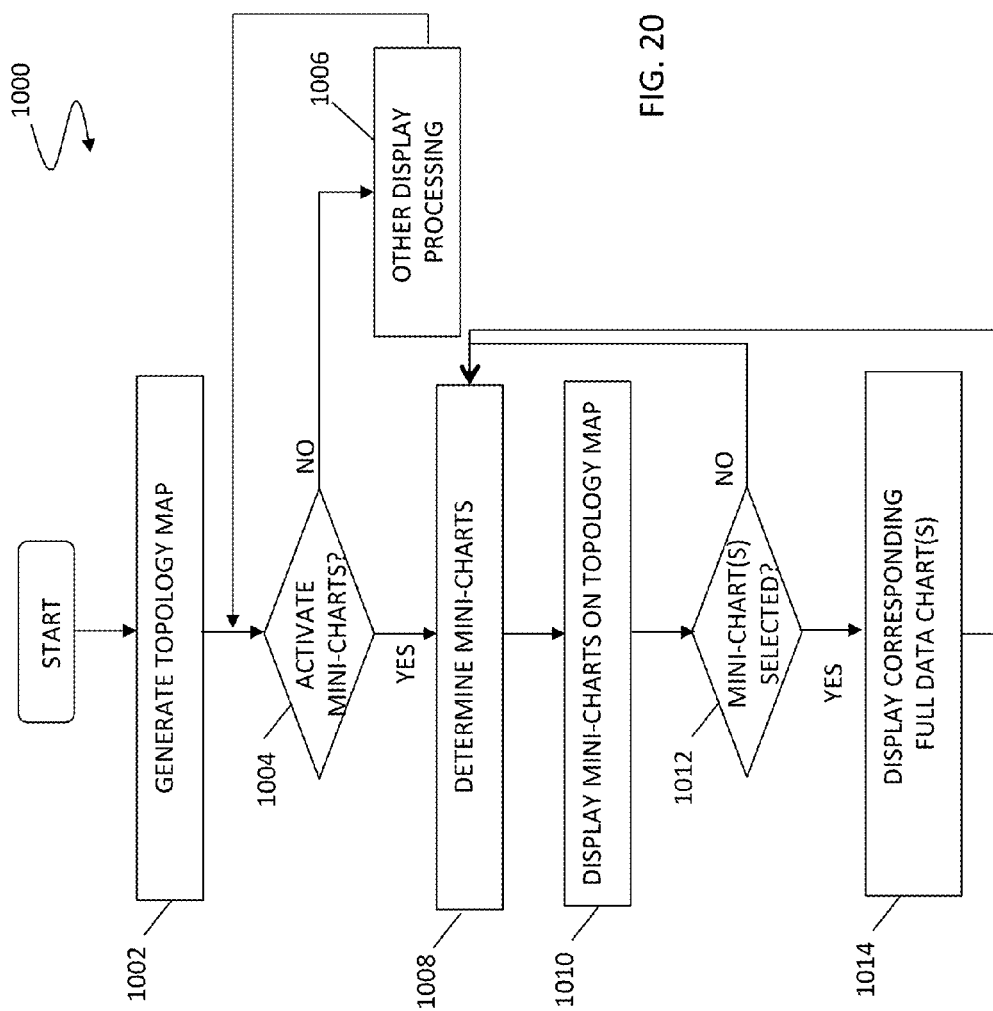 1000
START
GENERATE TOPOLOGY MAP
1002
ACTIVATE
MINI-CHARTS?
1004
NO
YES
OTHER DISPLAY
PROCESSING
1006
DETERMINE MINI-CHARTS
1008
DISPLAY MINI-CHARTS ON TOPOLOGY MAP
1010
MINI-CHART(S)
SELECTED?
1012
NO
YES
DISPLAY CORRESPONDING
FULL DATA CHART(S)
1014
FIG. 20